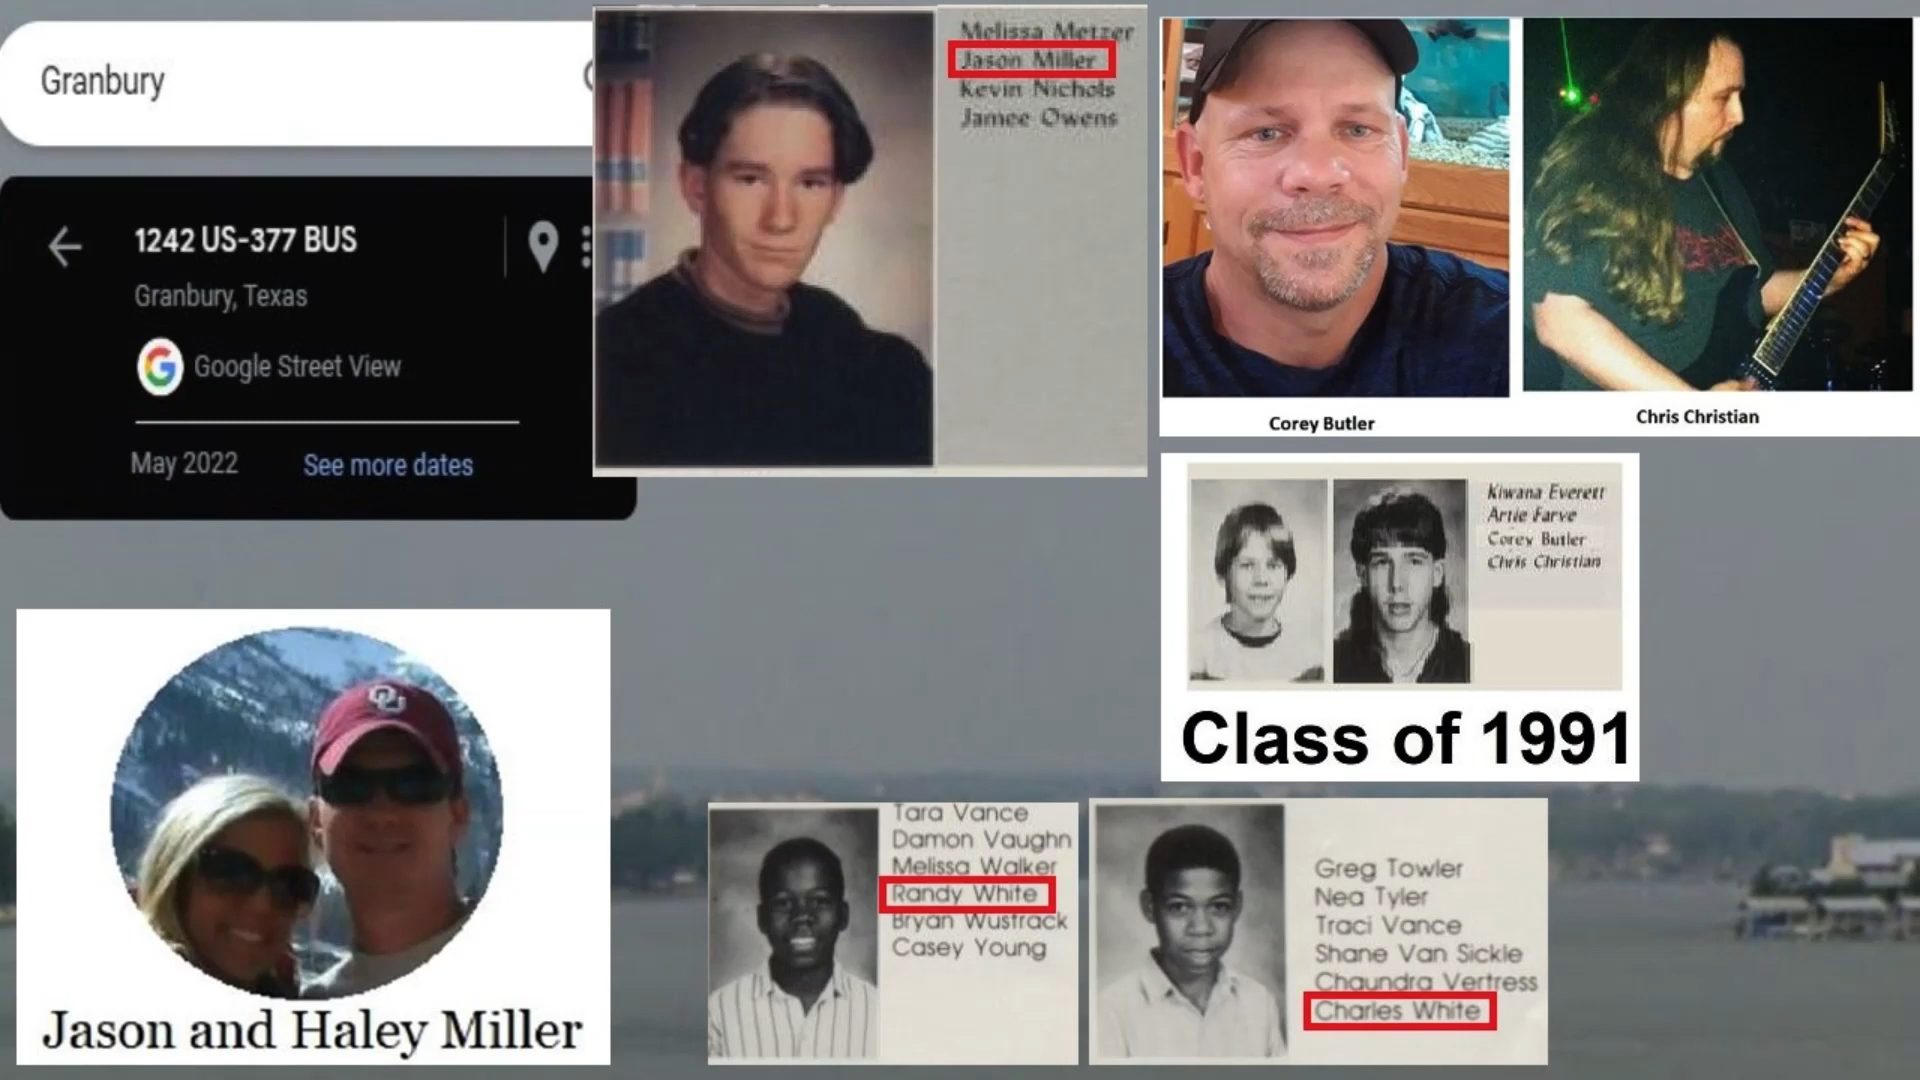 Granbury
1242 US-377 BUS
Granbury, Texas
Google Street View
May 2022
See more dates
Melissa Metzer
Jason Miller
Kevin Nichols
Jamee Owens
Corey Butler
Chris Christian
Kiwana Everett
Artie Farve
Corey Butler
Chris Christian
Class of 1991
OU
Jason and Haley Miller
Tara Vance
Damon Vaughn
Melissa Walker
Randy White
Bryan Wustrack
Casey Young
Greg Towler
Nea Tyler
Traci Vance
Shane Van Sickle
Chaundra Vertress
Charles White